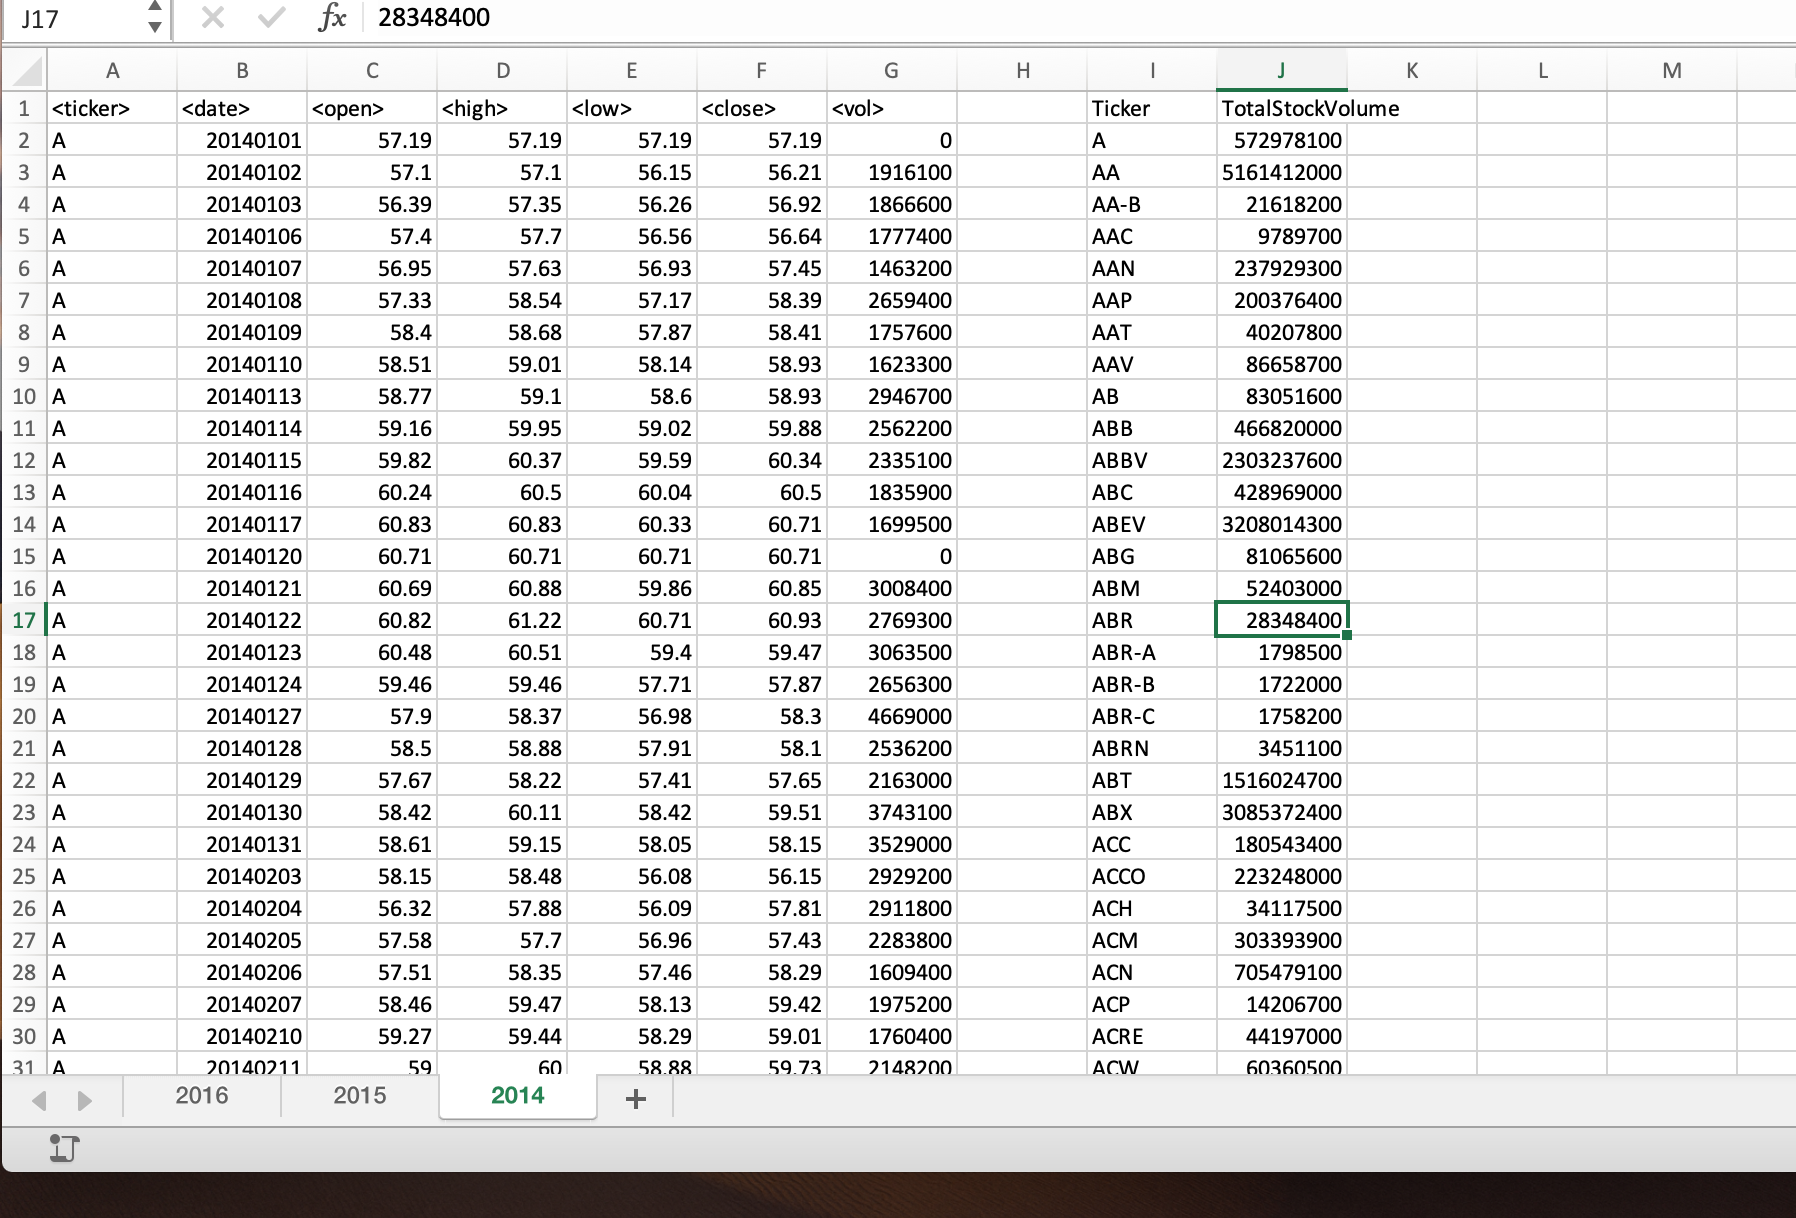 J17 fx 28348400
A B C D E F G H I J K L M
1 <ticker> <date> <open> <high> <low> <close> <vol> Ticker TotalStockVolume
2 A 20140101 57.19 57.19 57.19 57.19 0 A 572978100
3 A 20140102 57.1 57.1 56.15 56.21 1916100 AA 5161412000
4 A 20140103 56.39 57.35 56.26 56.92 1866600 AA-B 21618200
5 A 20140106 57.4 57.7 56.56 56.64 1777400 AAC 9789700
6 A 20140107 56.95 57.63 56.93 57.45 1463200 AAN 237929300
7 A 20140108 57.33 58.54 57.17 58.39 2659400 AAP 200376400
8 A 20140109 58.4 58.68 57.87 58.41 1757600 AAT 40207800
9 A 20140110 58.51 59.01 58.14 58.93 1623300 AAV 86658700
10 A 20140113 58.77 59.1 58.6 58.93 2946700 AB 83051600
11 A 20140114 59.16 59.95 59.02 59.88 2562200 ABB 466820000
12 A 20140115 59.82 60.37 59.59 60.34 2335100 ABBV 2303237600
13 A 20140116 60.24 60.5 60.04 60.5 1835900 ABC 428969000
14 A 20140117 60.83 60.83 60.33 60.71 1699500 ABEV 3208014300
15 A 20140120 60.71 60.71 60.71 60.71 0 ABG 81065600
16 A 20140121 60.69 60.88 59.86 60.85 3008400 ABM 52403000
17 A 20140122 60.82 61.22 60.71 60.93 2769300 ABR 28348400
18 A 20140123 60.48 60.51 59.4 59.47 3063500 ABR-A 1798500
19 A 20140124 59.46 59.46 57.71 57.87 2656300 ABR-B 1722000
20 A 20140127 57.9 58.37 56.98 58.3 4669000 ABR-C 1758200
21 A 20140128 58.5 58.88 57.91 58.1 2536200 ABRN 3451100
22 A 20140129 57.67 58.22 57.41 57.65 2163000 ABT 1516024700
23 A 20140130 58.42 60.11 58.42 59.51 3743100 ABX 3085372400
24 A 20140131 58.61 59.15 58.05 58.15 3529000 ACC 180543400
25 A 20140203 58.15 58.48 56.08 56.15 2929200 ACCO 223248000
26 A 20140204 56.32 57.88 56.09 57.81 2911800 ACH 34117500
27 A 20140205 57.58 57.7 56.96 57.43 2283800 ACM 303393900
28 A 20140206 57.51 58.35 57.46 58.29 1609400 ACN 705479100
29 A 20140207 58.46 59.47 58.13 59.42 1975200 ACP 14206700
30 A 20140210 59.27 59.44 58.29 59.01 1760400 ACRE 44197000
31 A 20140211 59 60 58.88 59.73 2148200 ACW 60360500
2016 2015 2014 +